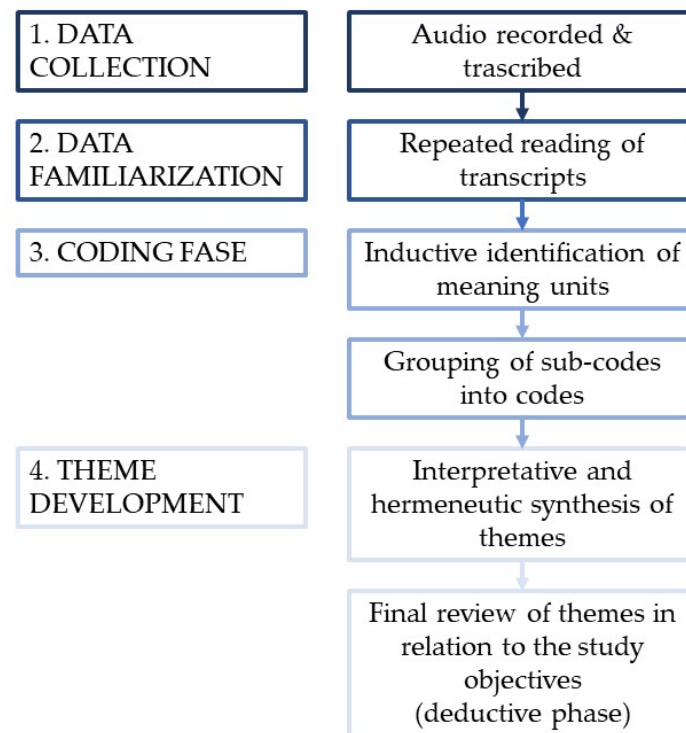 1. DATA
COLLECTION
Audio recorded &
trascribed
2. DATA
FAMILIARIZATION
Repeated reading of
transcripts
3. CODING FASE
Inductive identification of
meaning units
Grouping of sub-codes
into codes
4. THEME
DEVELOPMENT
Interpretative and
hermeneutic synthesis of
themes
Final review of themes in
relation to the study
objectives
(deductive phase)